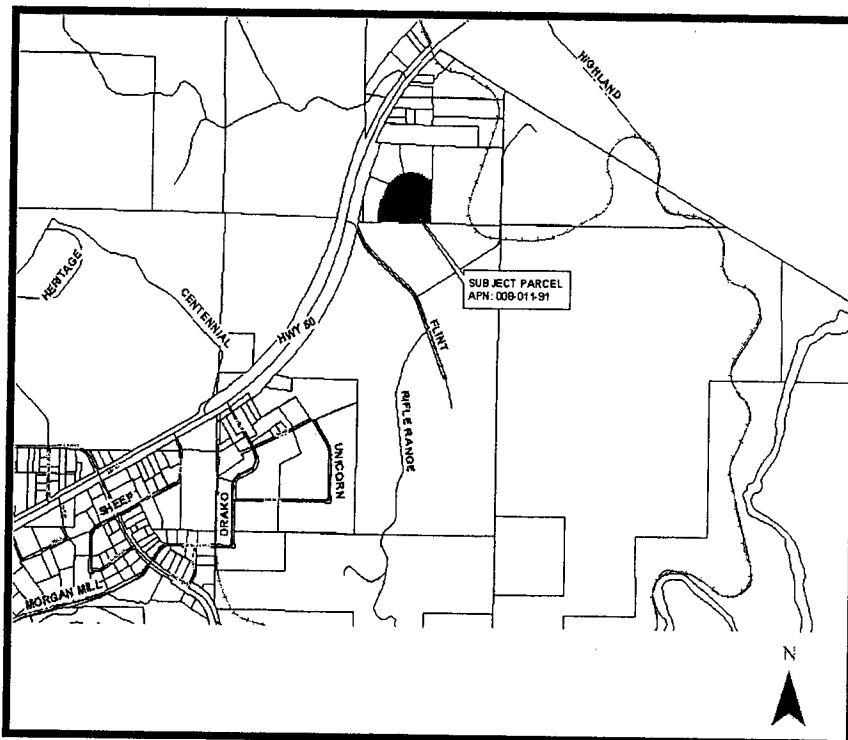 HIGHLAND
HERITAGE
CENTENNIAL
HWY 50
SUBJECT PARCEL
APN: 008-011-91
FLINT
RIFLE RANGE
UNICORN
DRAKO
SHEEP
MORGAN MILL
N